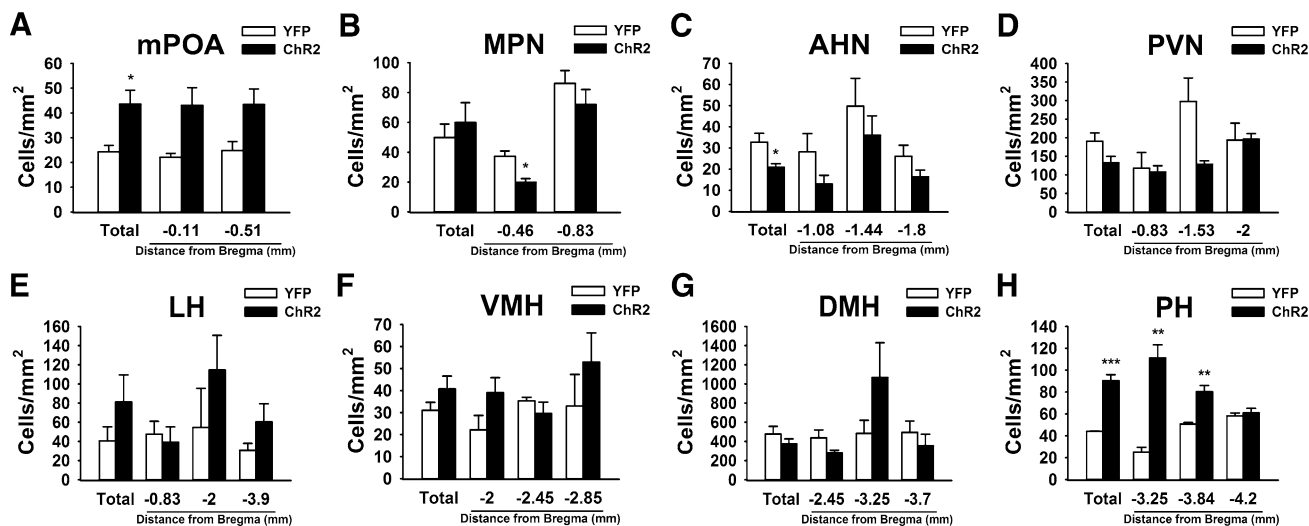 A
mPOA
YFP
ChR2
Cells/mm²
60
50
40
30
20
10
0
*
Total -0.11 -0.51
Distance from Bregma (mm)
B
MPN
YFP
ChR2
Cells/mm²
100
80
60
40
20
0
*
Total -0.46 -0.83
Distance from Bregma (mm)
C
AHN
YFP
ChR2
Cells/mm²
70
60
50
40
30
20
10
0
*
Total -1.08 -1.44 -1.8
Distance from Bregma (mm)
D
PVN
YFP
ChR2
Cells/mm²
400
350
300
250
200
150
100
50
0
Total -0.83 -1.53 -2
Distance from Bregma (mm)
E
LH
YFP
ChR2
Cells/mm²
160
140
120
100
80
60
40
20
0
Total -0.83 -2 -3.9
Distance from Bregma (mm)
F
VMH
YFP
ChR2
Cells/mm²
70
60
50
40
30
20
10
0
Total -2 -2.45 -2.85
Distance from Bregma (mm)
G
DMH
YFP
ChR2
Cells/mm²
1600
1400
1200
1000
800
600
400
200
0
Total -2.45 -3.25 -3.7
Distance from Bregma (mm)
H
PH
YFP
ChR2
Cells/mm²
140
120
100
80
60
40
20
0
*** ** **
Total -3.25 -3.84 -4.2
Distance from Bregma (mm)